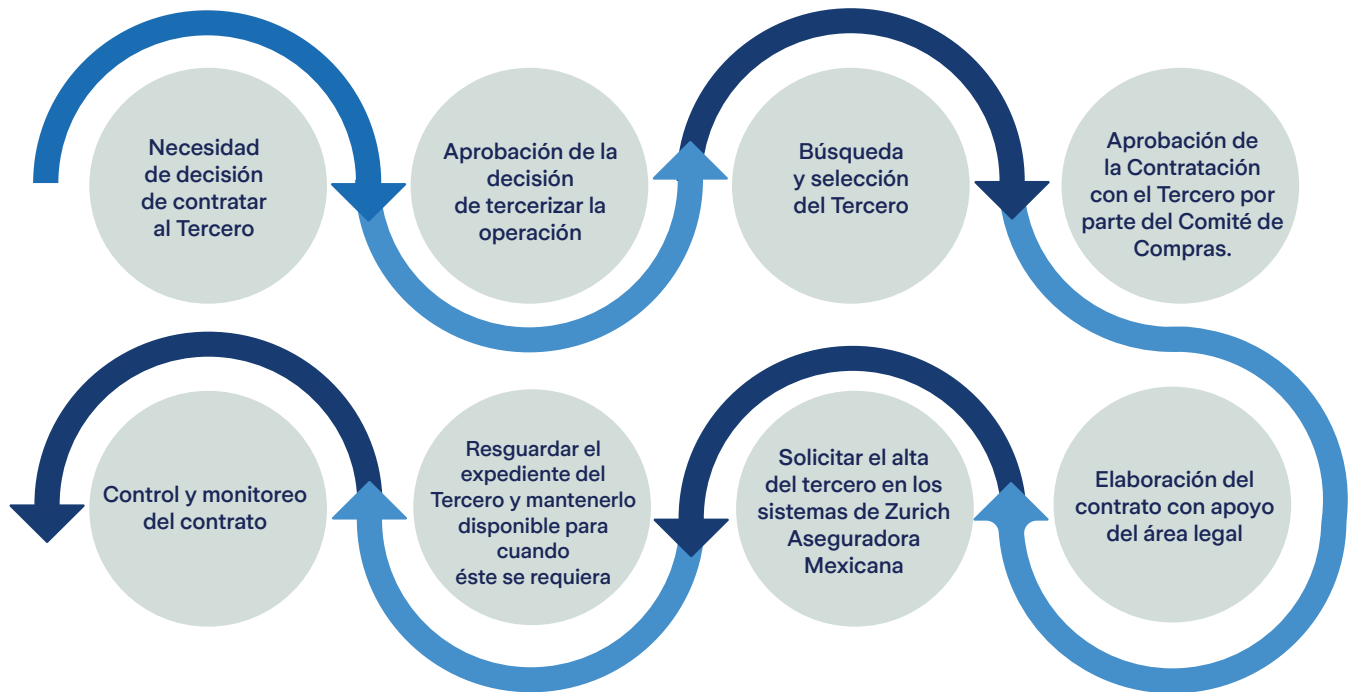 Necesidad
de decisión
de contratar
al Tercero
Aprobación de la
decisión
de tercerizar la
operación
Búsqueda
y selección
del Tercero
Aprobación de
la Contratación
con el Tercero por
parte del Comité de
Compras.
Elaboración del
contrato con apoyo
del área legal
Solicitar el alta
del tercero en los
sistemas de Zurich
Aseguradora
Mexicana
Resguardar el
expediente del
Tercero y mantenerlo
disponible para
cuando
éste se requiera
Control y monitoreo
del contrato